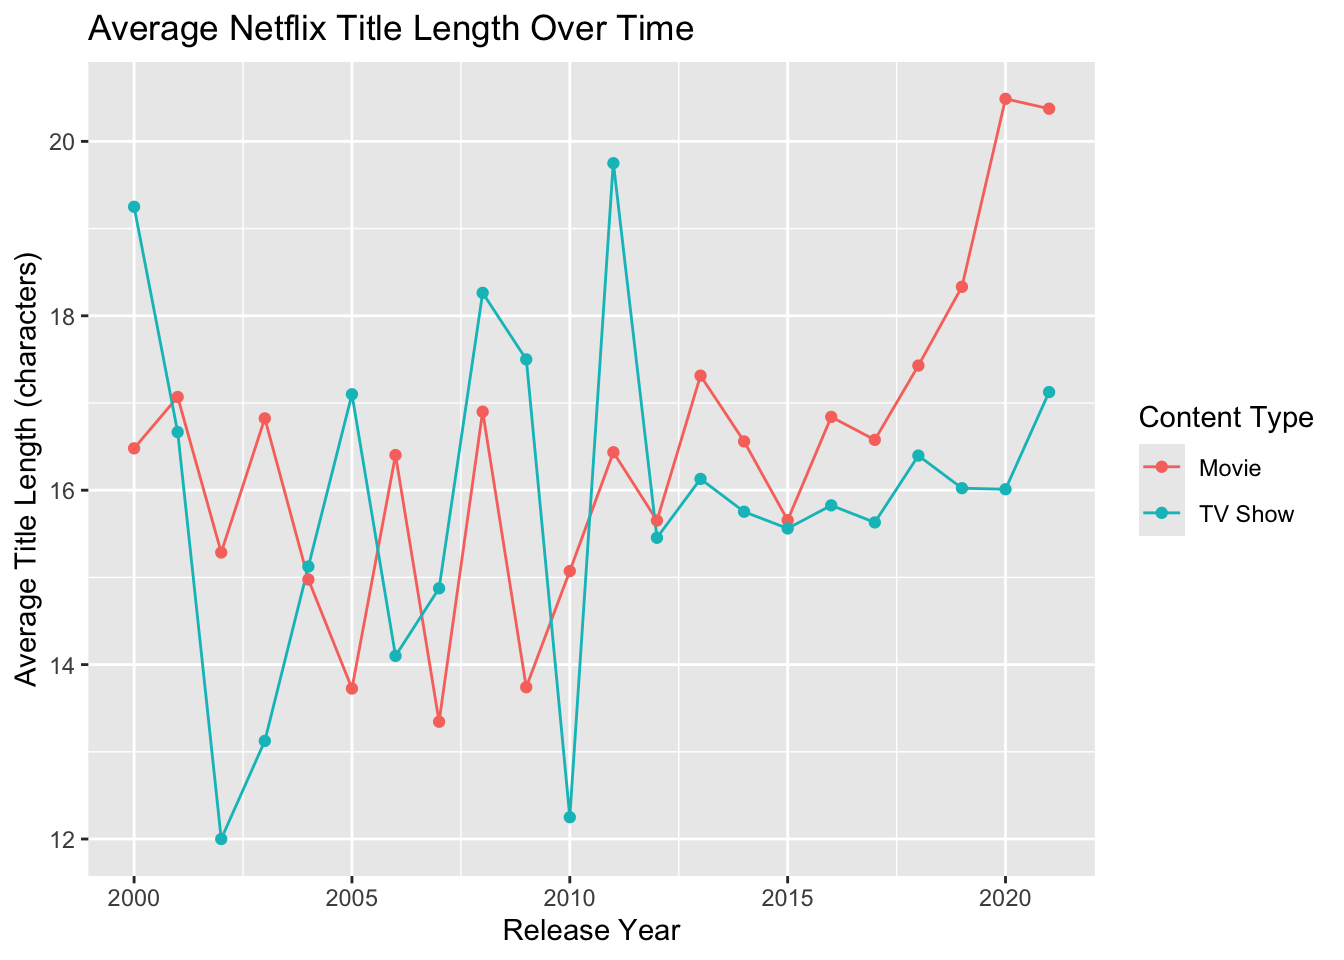 Average Netflix Title Length Over Time
Average Title Length (characters)
20
18
16
14
12
2000 2005 2010 2015 2020
Release Year
Content Type
Movie
TV Show